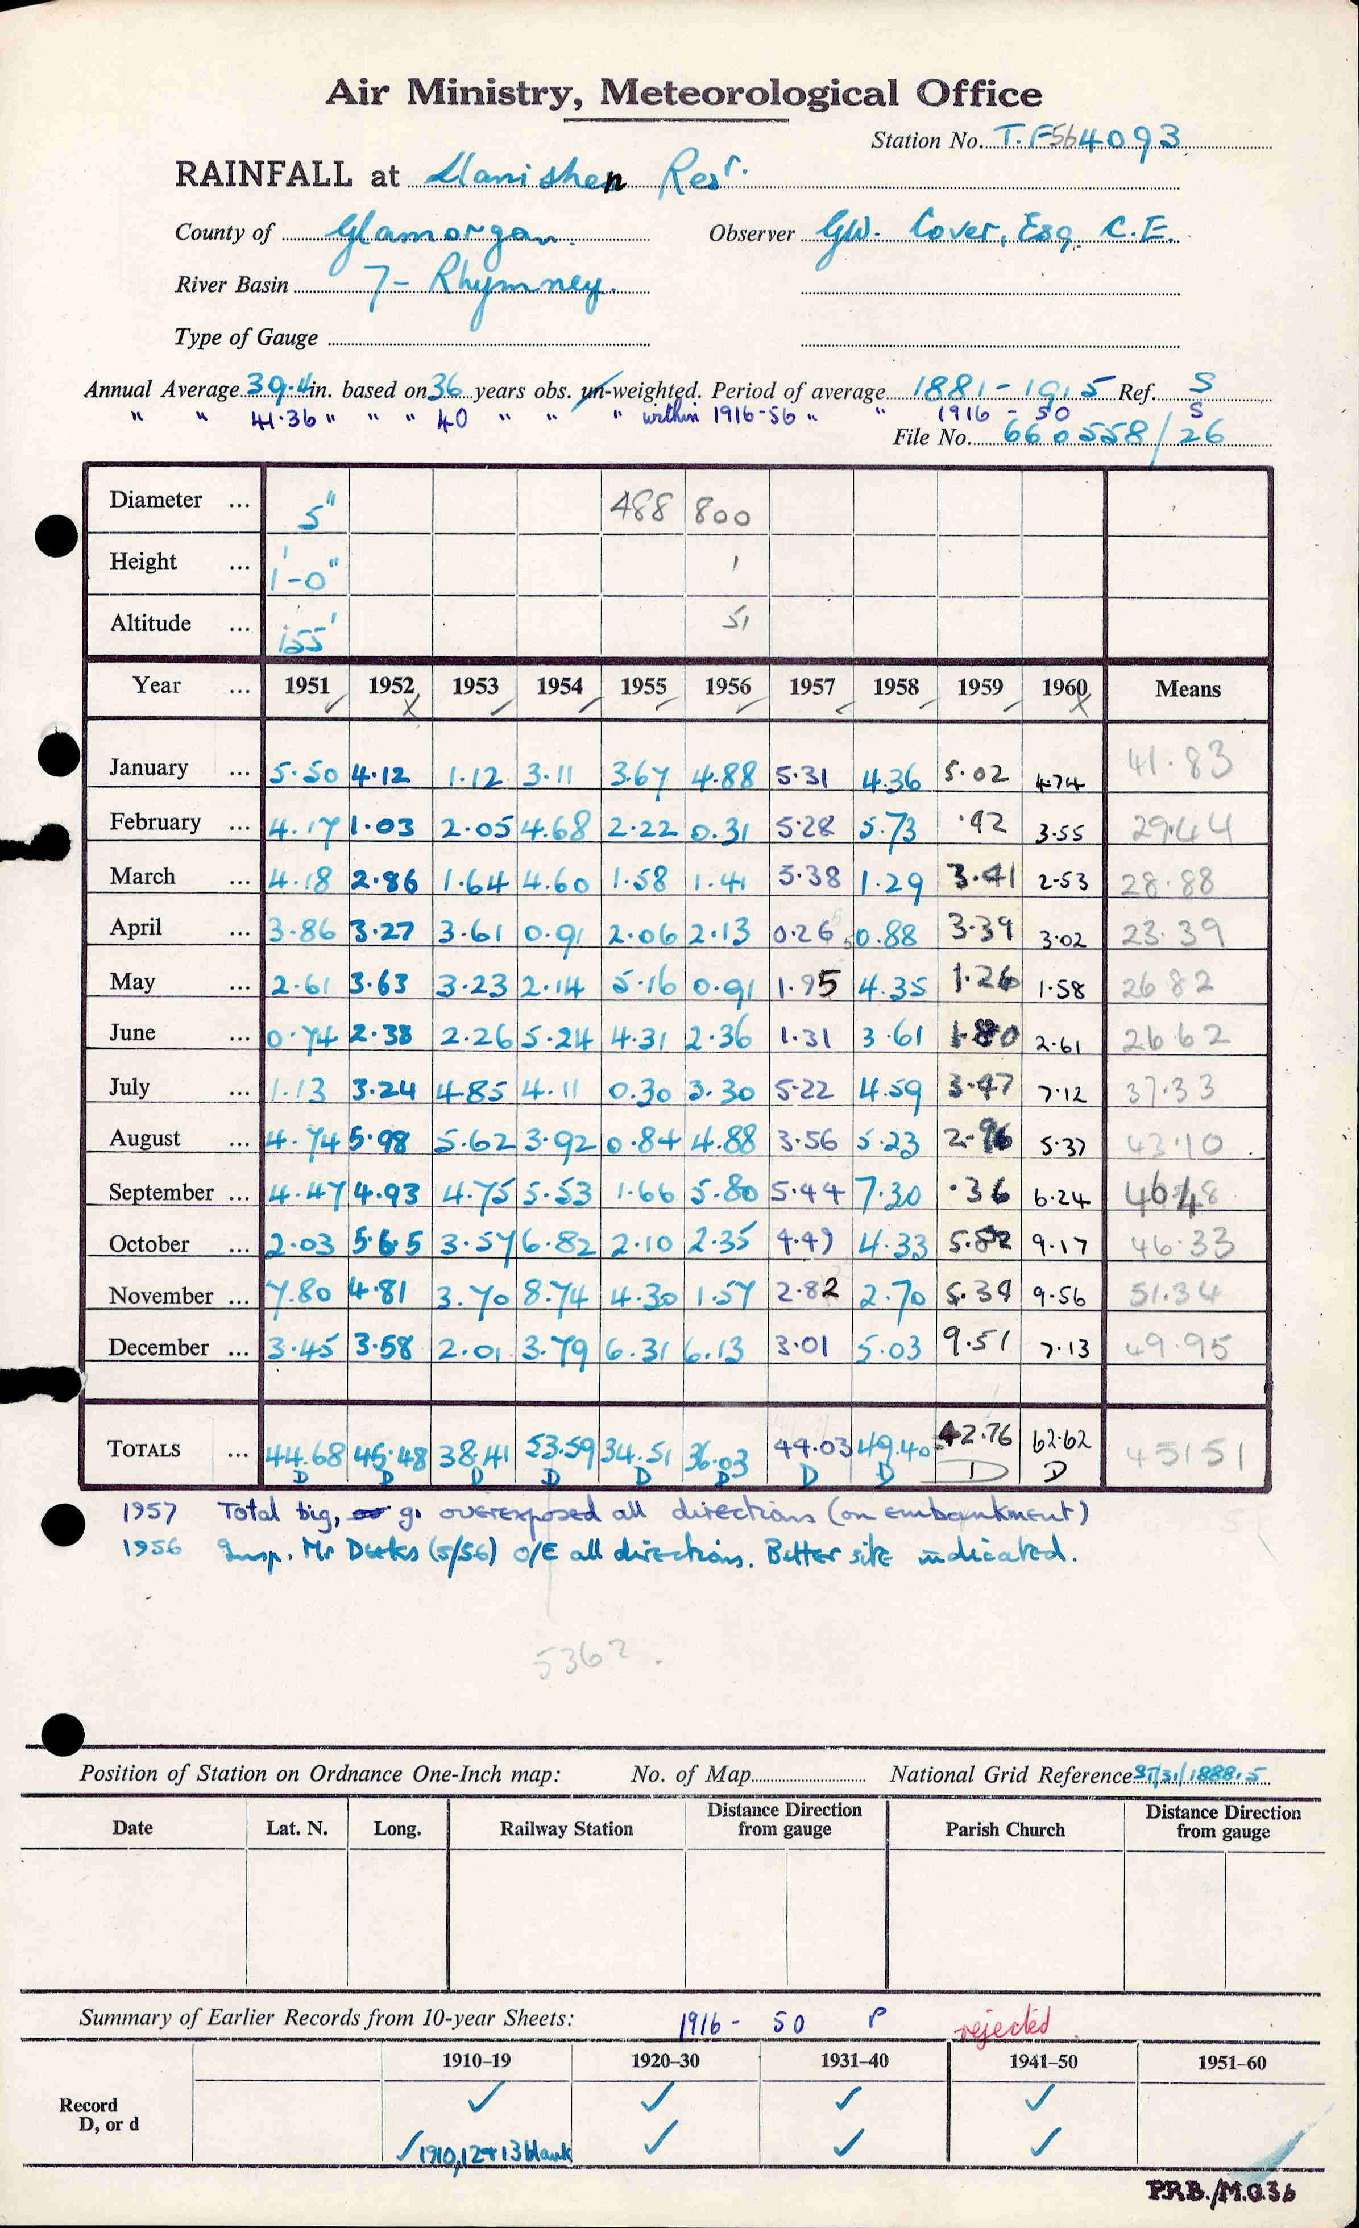 Air Ministry, Meteorological Office
Station No. T.F 564093
RAINFALL at Llanishen Resr.
County of Glamorgan. Observer G.W. Cover, Esq. C.E.
River Basin 7- Rhymney.
Type of Gauge
Annual Average 39.4 in. based on 36 years obs. un-weighted. Period of average 1881-1915 Ref. S
" " 41.36 " " " 40 " " " within 1916-56 " " 1916 - 50 S
File No. 660558/26
Diameter ... 5" 488 800
Height ... 1'-0" 1
Altitude ... 155' 51
Year ... 1951 1952 1953 1954 1955 1956 1957 1958 1959 1960 Means
January ... 5.50 4.12 1.12 3.11 3.67 4.88 5.31 4.36 5.02 4.74 41.83
February ... 4.17 1.03 2.05 4.68 2.22 0.31 5.28 5.73 .42 3.55 29.44
March ... 4.18 2.86 1.64 4.60 1.58 1.41 5.38 1.29 3.41 2.53 28.88
April ... 3.86 3.27 3.61 0.91 2.06 2.13 0.26 0.88 3.39 3.02 23.39
May ... 2.61 3.63 3.23 2.14 5.16 0.91 1.95 4.35 1.26 1.58 26 82
June ... 0.74 2.38 2.26 5.24 4.31 2.36 1.31 3.61 1.80 2.61 26.62
July ... 1.13 3.24 4.85 4.11 0.30 3.30 5.22 4.59 3.47 7.12 37.33
August ... 4.74 5.98 5.62 3.92 0.84 4.88 3.56 5.23 2.96 5.37 43.10
September ... 4.47 4.93 4.75 5.53 1.66 5.80 5.44 7.30 .36 6.24 46.48
October ... 2.03 5.65 3.57 6.82 2.10 2.35 4.49 4.33 5.82 9.17 46.33
November ... 7.80 4.81 3.70 8.74 4.30 1.57 2.82 2.70 5.34 9.56 51.34
December ... 3.45 3.58 2.01 3.79 6.31 6.13 3.01 5.03 9.51 7.13 49.95
TOTALS ... 44.68 45.48 38.41 53.59 34.51 36.03 44.03 49.40 42.76 62.62 451 51
D D D D D D D D D D
1957 Total big, g. overexposed all directions (on embankment)
1956 Insp. Mr (5/56) O/E all directions. Better site indicated.
5362.
Position of Station on Ordnance One-Inch map: No. of Map National Grid Reference 31/1888.5
Date Lat. N. Long. Railway Station Distance Direction from gauge Parish Church Distance Direction from gauge
Summary of Earlier Records from 10-year Sheets: 1916 - 50 P rejected
1910–19 1920–30 1931–40 1941–50 1951–60
Record ✓ ✓ ✓ ✓
D, or d ✓ 1910, 12 & 13 blank ✓ ✓ ✓
P.R.B./M.O.36